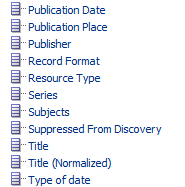 Publication Date
Publication Place
Publisher
Record Format
Resource Type
Series
Subjects
Suppressed From Discovery
Title
Title (Normalized)
Type of date